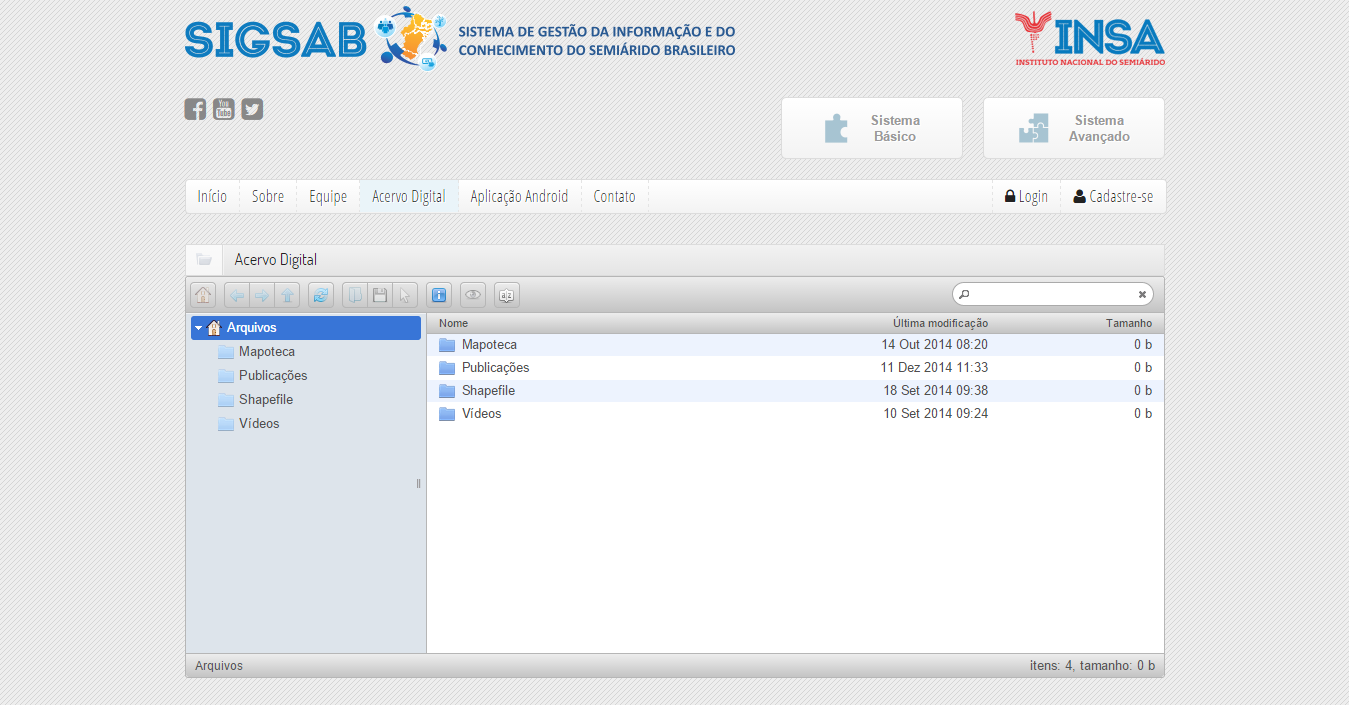 SIGSAB
SISTEMA DE GESTÃO DA INFORMAÇÃO E DO
CONHECIMENTO DO SEMIÁRIDO BRASILEIRO
INSA
INSTITUTO NACIONAL DO SEMIÁRIDO
You
Tube
Sistema
Básico
Sistema
Avançado
Início Sobre Equipe Acervo Digital Aplicação Android Contato Login Cadastre-se
Acervo Digital
a|z
Arquivos
Mapoteca
Publicações
Shapefile
Vídeos
Nome Última modificação Tamanho
Mapoteca 14 Out 2014 08:20 0 b
Publicações 11 Dez 2014 11:33 0 b
Shapefile 18 Set 2014 09:38 0 b
Vídeos 10 Set 2014 09:24 0 b
Arquivos itens: 4, tamanho: 0 b